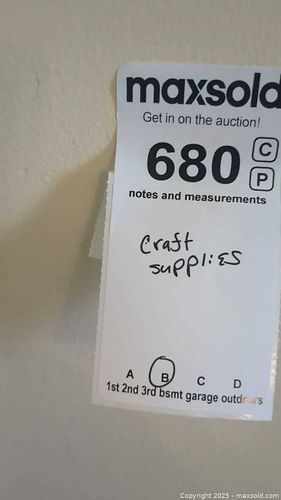 maxsold
Get in on the auction!
680 C
P
notes and measurements
Craft
supplies
A B C D
1st 2nd 3rd bsmt garage outdoors
Copyright 2025 - maxsold.com